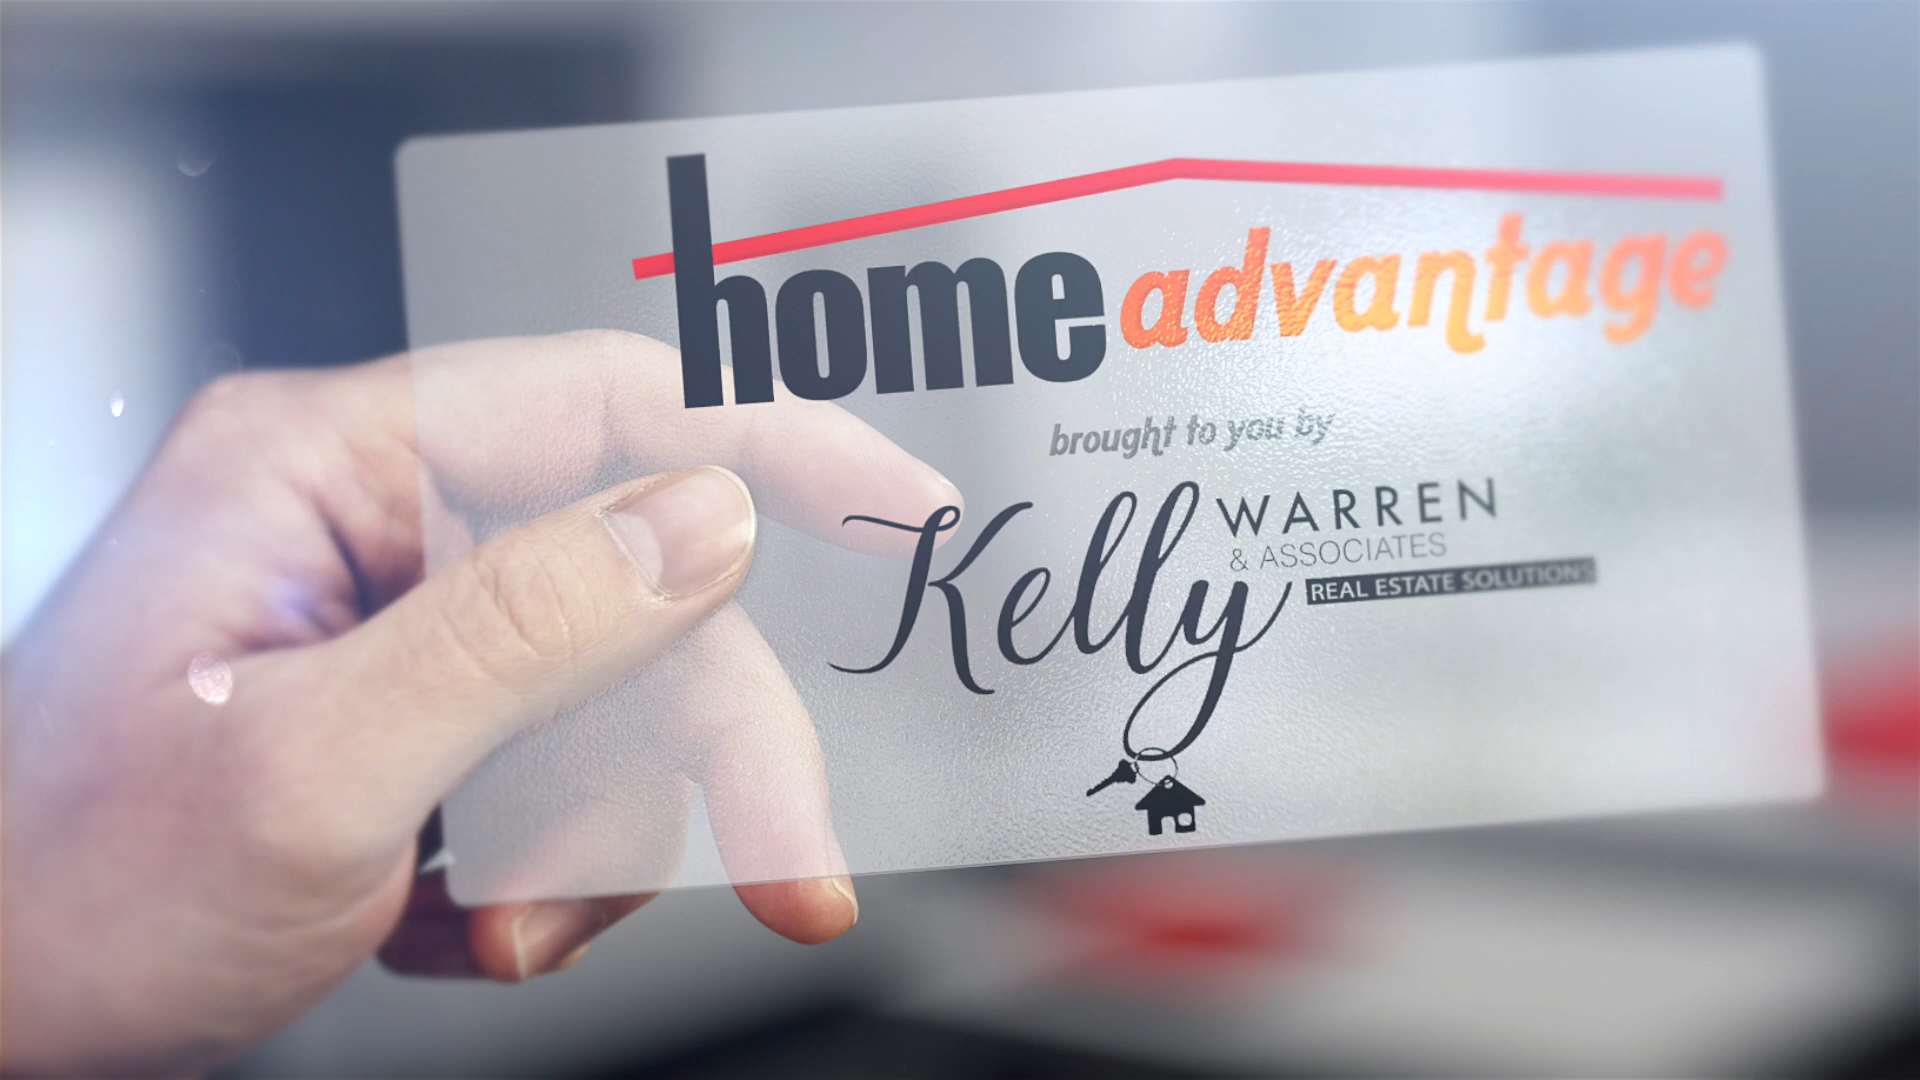 home advantage
brought to you by
Kelly WARREN
& ASSOCIATES
REAL ESTATE SOLUTIONS